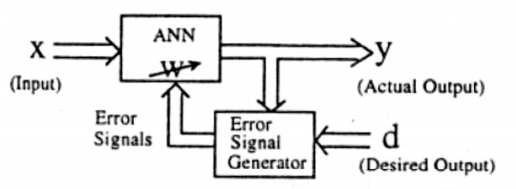 ANN
x
W
y
(Input)
(Actual Output)
Error
Signals
Error
Signal
Generator
d
(Desired Output)